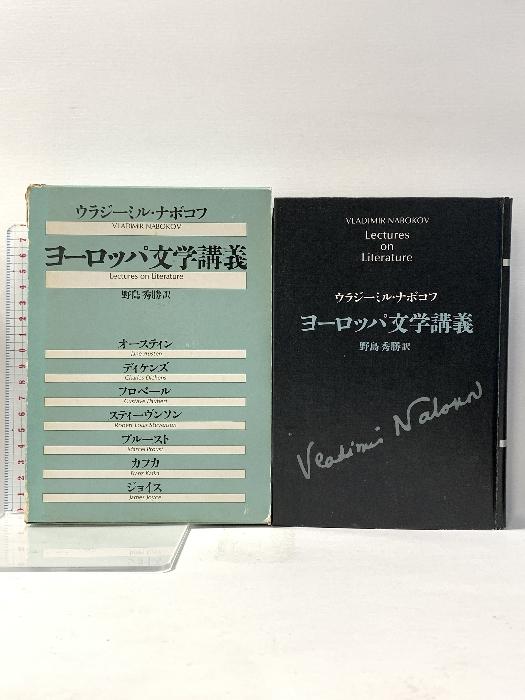 ウラジーミル・ナボコフ
VLADIMIR NABOKOV
ヨーロッパ文学講義
Lectures on Literature
野島秀勝訳
オースティン
Jane Austen
ディケンズ
Charles Dickens
フロベール
Gustave Flaubert
スティーヴンソン
Robert Louis Stevenson
プルースト
Marcel Proust
カフカ
Franz Kafka
ジョイス
James Joyce
VLADIMIR NABOKOV
Lectures
on
Literature
ウラジーミル・ナボコフ
ヨーロッパ文学講義
野島秀勝訳
Vladimir Nabokov